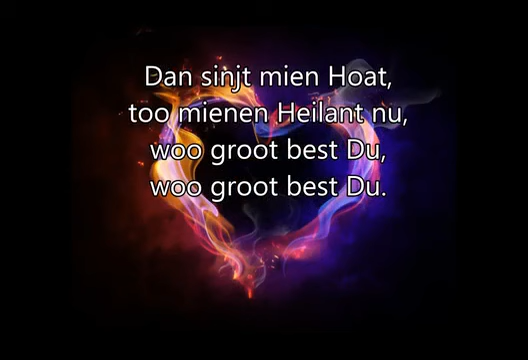 Dan sinjt mien Hoat,
too mienen Heilant nu,
woo groot best Du,
woo groot best Du.